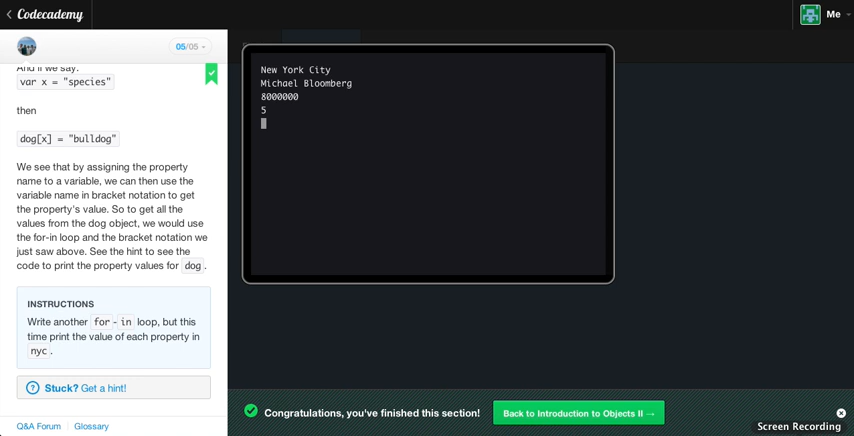 Codecademy
Me
05/05
And if we say:
var x = "species"
then
dog[x] = "bulldog"
We see that by assigning the property
name to a variable, we can then use the
variable name in bracket notation to get
the property's value. So to get all the
values from the dog object, we would use
the for-in loop and the bracket notation we
just saw above. See the hint to see the
code to print the property values for dog.
INSTRUCTIONS
Write another for-in loop, but this
time print the value of each property in
nyc.
? Stuck? Get a hint!
Q&A Forum
Glossary
New York City
Michael Bloomberg
8000000
5
Congratulations, you've finished this section!
Back to Introduction to Objects II →
Screen Recording